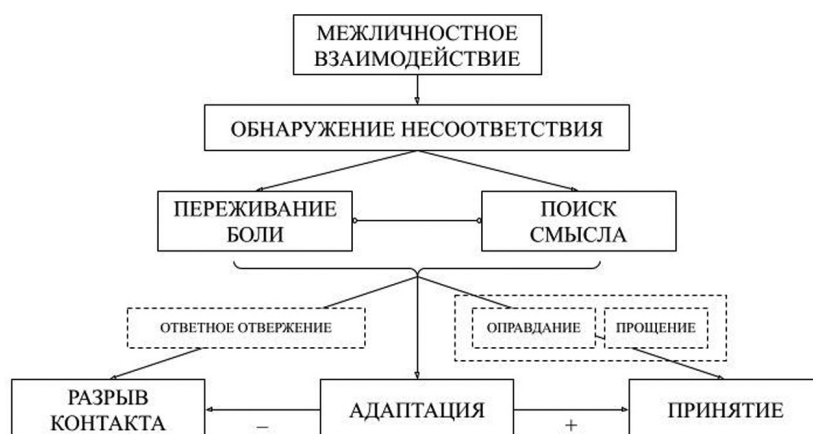 МЕЖЛИЧНОСТНОЕ
ВЗАИМОДЕЙСТВИЕ
ОБНАРУЖЕНИЕ НЕСООТВЕТСТВИЯ
ПЕРЕЖИВАНИЕ
БОЛИ
ПОИСК
СМЫСЛА
ОТВЕТНОЕ ОТВЕРЖЕНИЕ
ОПРАВДАНИЕ
ПРОЩЕНИЕ
РАЗРЫВ
КОНТАКТА
–
АДАПТАЦИЯ
+
ПРИНЯТИЕ